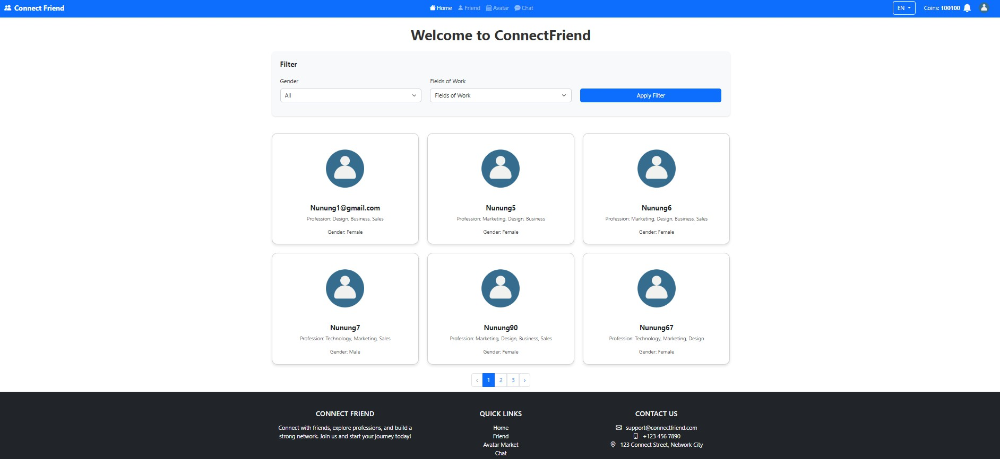 Connect Friend
Home Friend Avatar Chat
EN
Coins: 100100
Welcome to ConnectFriend
Filter
Gender
Fields of Work
All
Fields of Work
Apply Filter
Nunung1@gmail.com
Profession: Design, Business, Sales
Gender: Female
Nunung5
Profession: Marketing, Design, Business
Gender: Female
Nunung6
Profession: Marketing, Design, Business, Sales
Gender: Female
Nunung7
Profession: Technology, Marketing, Sales
Gender: Male
Nunung90
Profession: Marketing, Design, Business, Sales
Gender: Female
Nunung67
Profession: Technology, Marketing, Design
Gender: Female
‹ 1 2 3 ›
CONNECT FRIEND
Connect with friends, explore professions, and build a
strong network. Join us and start your journey today!
QUICK LINKS
Home
Friend
Avatar Market
Chat
CONTACT US
support@connectfriend.com
+123 456 7890
123 Connect Street, Network City